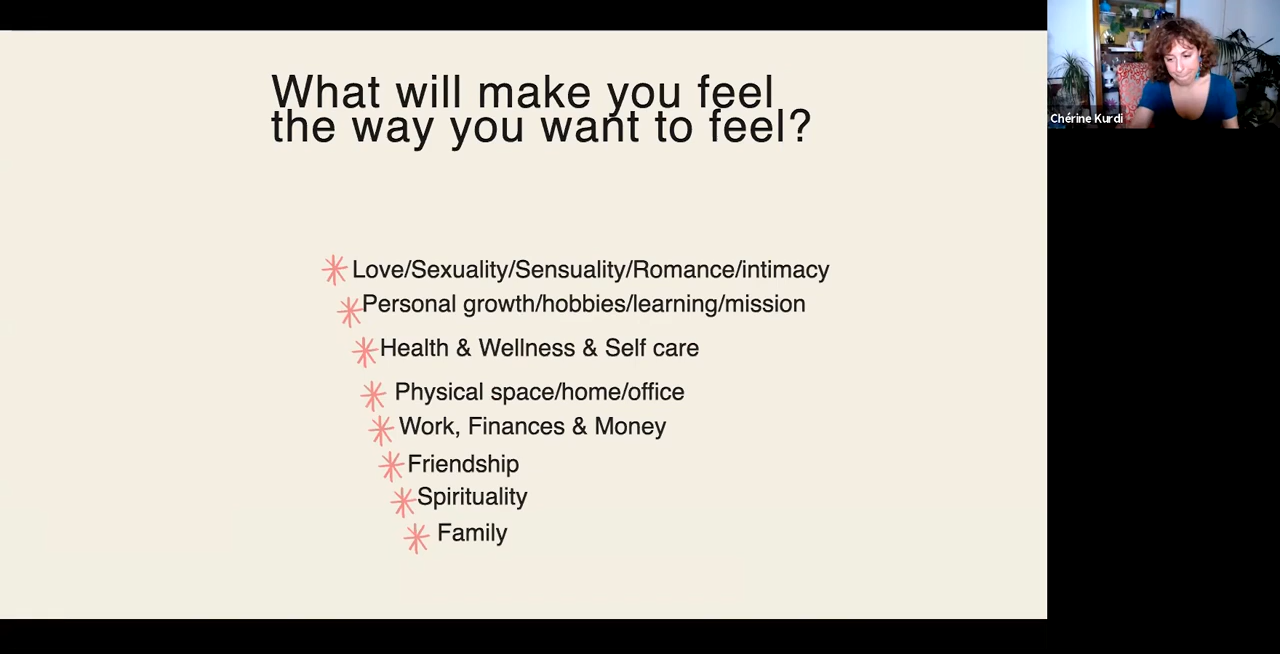 What will make you feel
the way you want to feel?
Chérine Kurdi
Love/Sexuality/Sensuality/Romance/intimacy
Personal growth/hobbies/learning/mission
Health & Wellness & Self care
Physical space/home/office
Work, Finances & Money
Friendship
Spirituality
Family